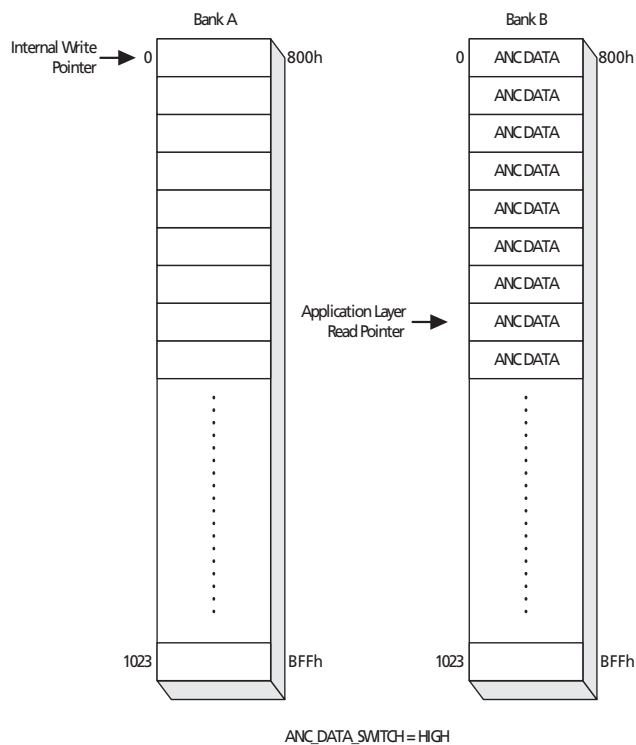 Bank A
Bank B
Internal Write
Pointer
0
800h
0
ANC DATA
800h
ANC DATA
ANC DATA
ANC DATA
ANC DATA
ANC DATA
ANC DATA
Application Layer
Read Pointer
ANC DATA
ANC DATA
1023
BFFh
1023
BFFh
ANC_DATA_SWITCH = HIGH